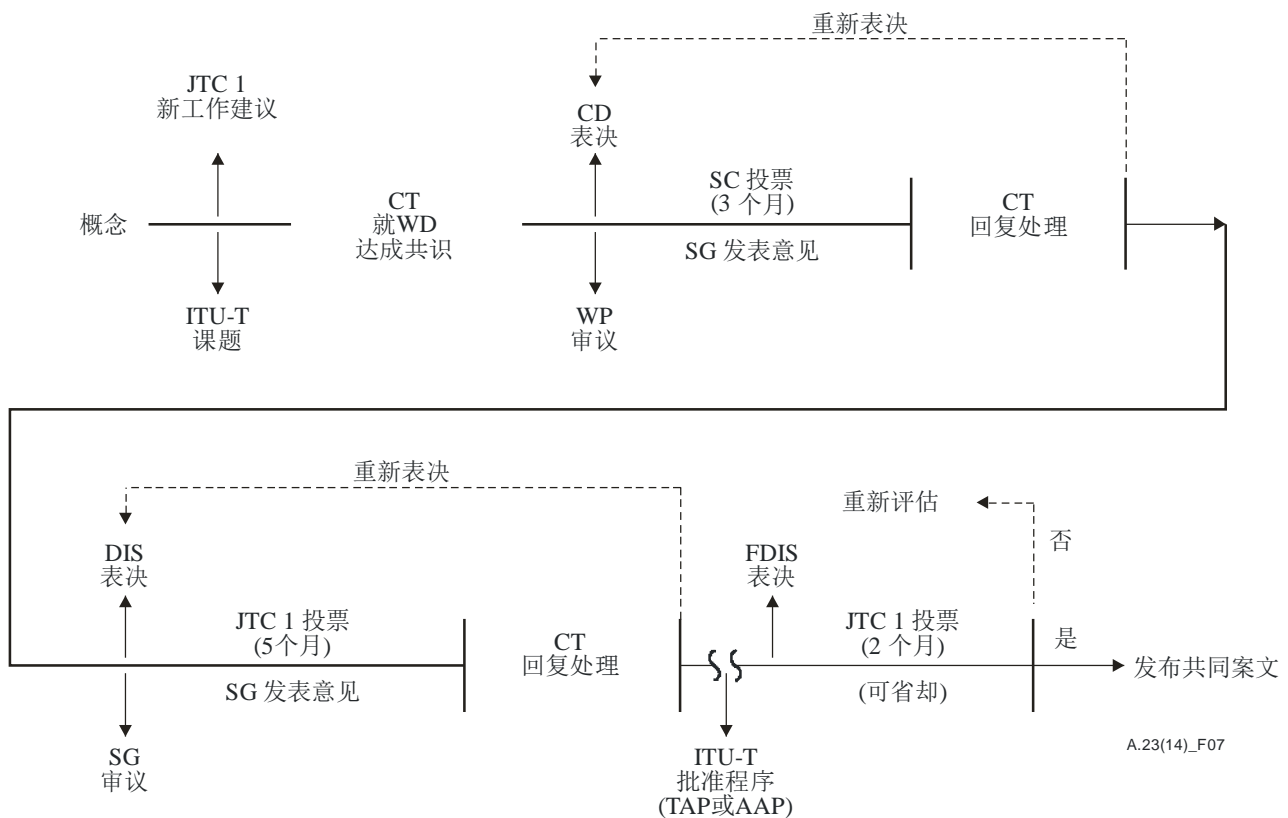 重新表决
JTC 1
新工作建议
CD
表决
概念
CT
就WD
达成共识
SC 投票
(3 个月)
SG 发表意见
CT
回复处理
ITU-T
课题
WP
审议
重新表决
重新评估
否
DIS
表决
FDIS
表决
JTC 1 投票
(5个月)
SG 发表意见
CT
回复处理
JTC 1 投票
(2 个月)
(可省却)
是
发布共同案文
SG
审议
ITU-T
批准程序
(TAP或AAP)
A.23(14)_F07